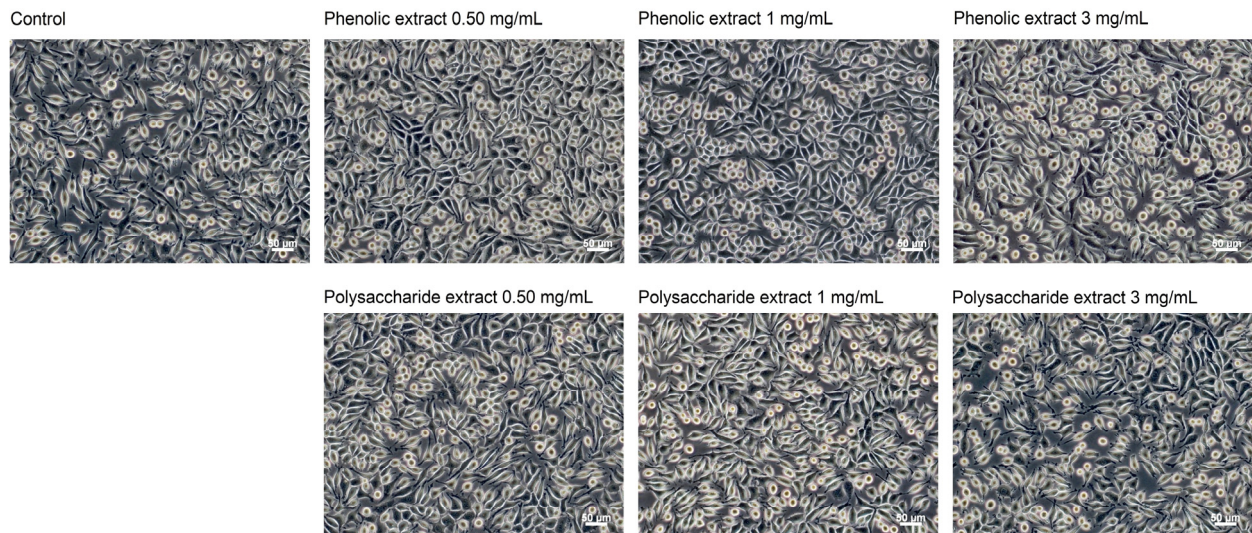 Control
Phenolic extract 0.50 mg/mL
Phenolic extract 1 mg/mL
Phenolic extract 3 mg/mL
50 µm
50 µm
50 µm
50 µm
Polysaccharide extract 0.50 mg/mL
Polysaccharide extract 1 mg/mL
Polysaccharide extract 3 mg/mL
50 µm
50 µm
50 µm